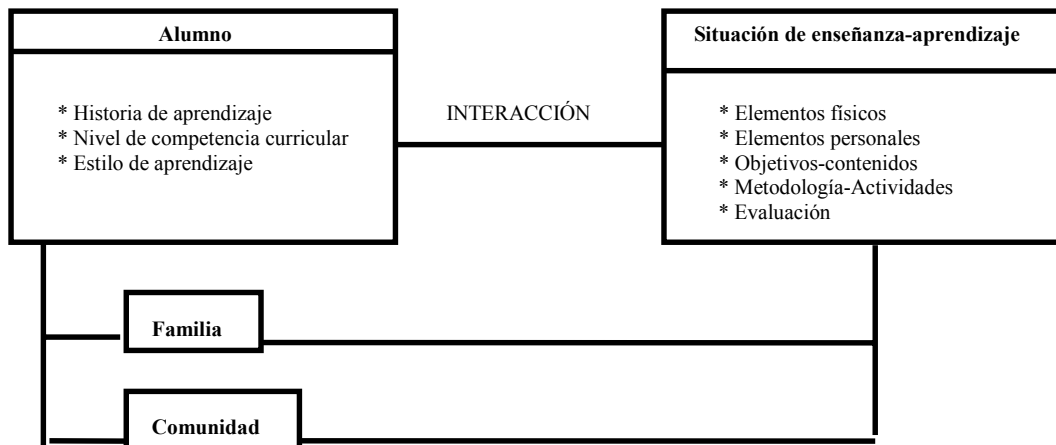 Alumno
* Historia de aprendizaje
* Nivel de competencia curricular
* Estilo de aprendizaje
INTERACCIÓN
Situación de enseñanza-aprendizaje
* Elementos físicos
* Elementos personales
* Objetivos-contenidos
* Metodología-Actividades
* Evaluación
Familia
Comunidad